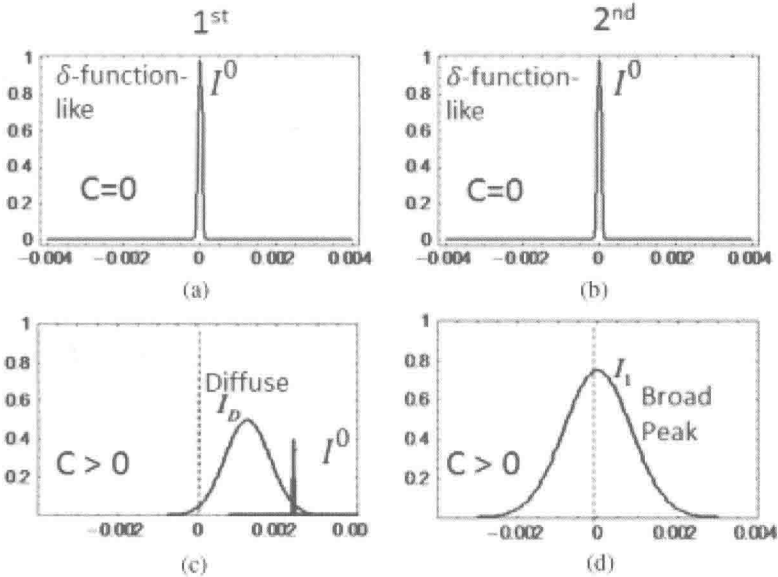 1st
2nd
1
0.8
0.6
0.4
0.2
0
δ-function-
like
I0
C=0
−0.004
−0.002
0
0.002
0.004
(a)
1
0.8
0.6
0.4
0.2
0
δ-function-
like
I0
C=0
−0.004
−0.002
0
0.002
0.004
(b)
1
0.8
0.6
0.4
0.2
Diffuse
ID
I0
C > 0
−0.002
0
0.002
0.00
(c)
1
0.8
0.6
0.4
0.2
I1
Broad
Peak
C > 0
−0.002
0
0.002
0.004
(d)